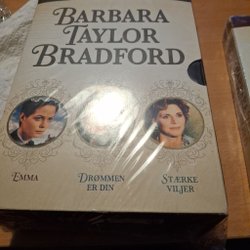 BARBARA
TAYLOR
BRADFORD
EMMA
DRØMMEN
ER DIN
STÆRKE
VILJER